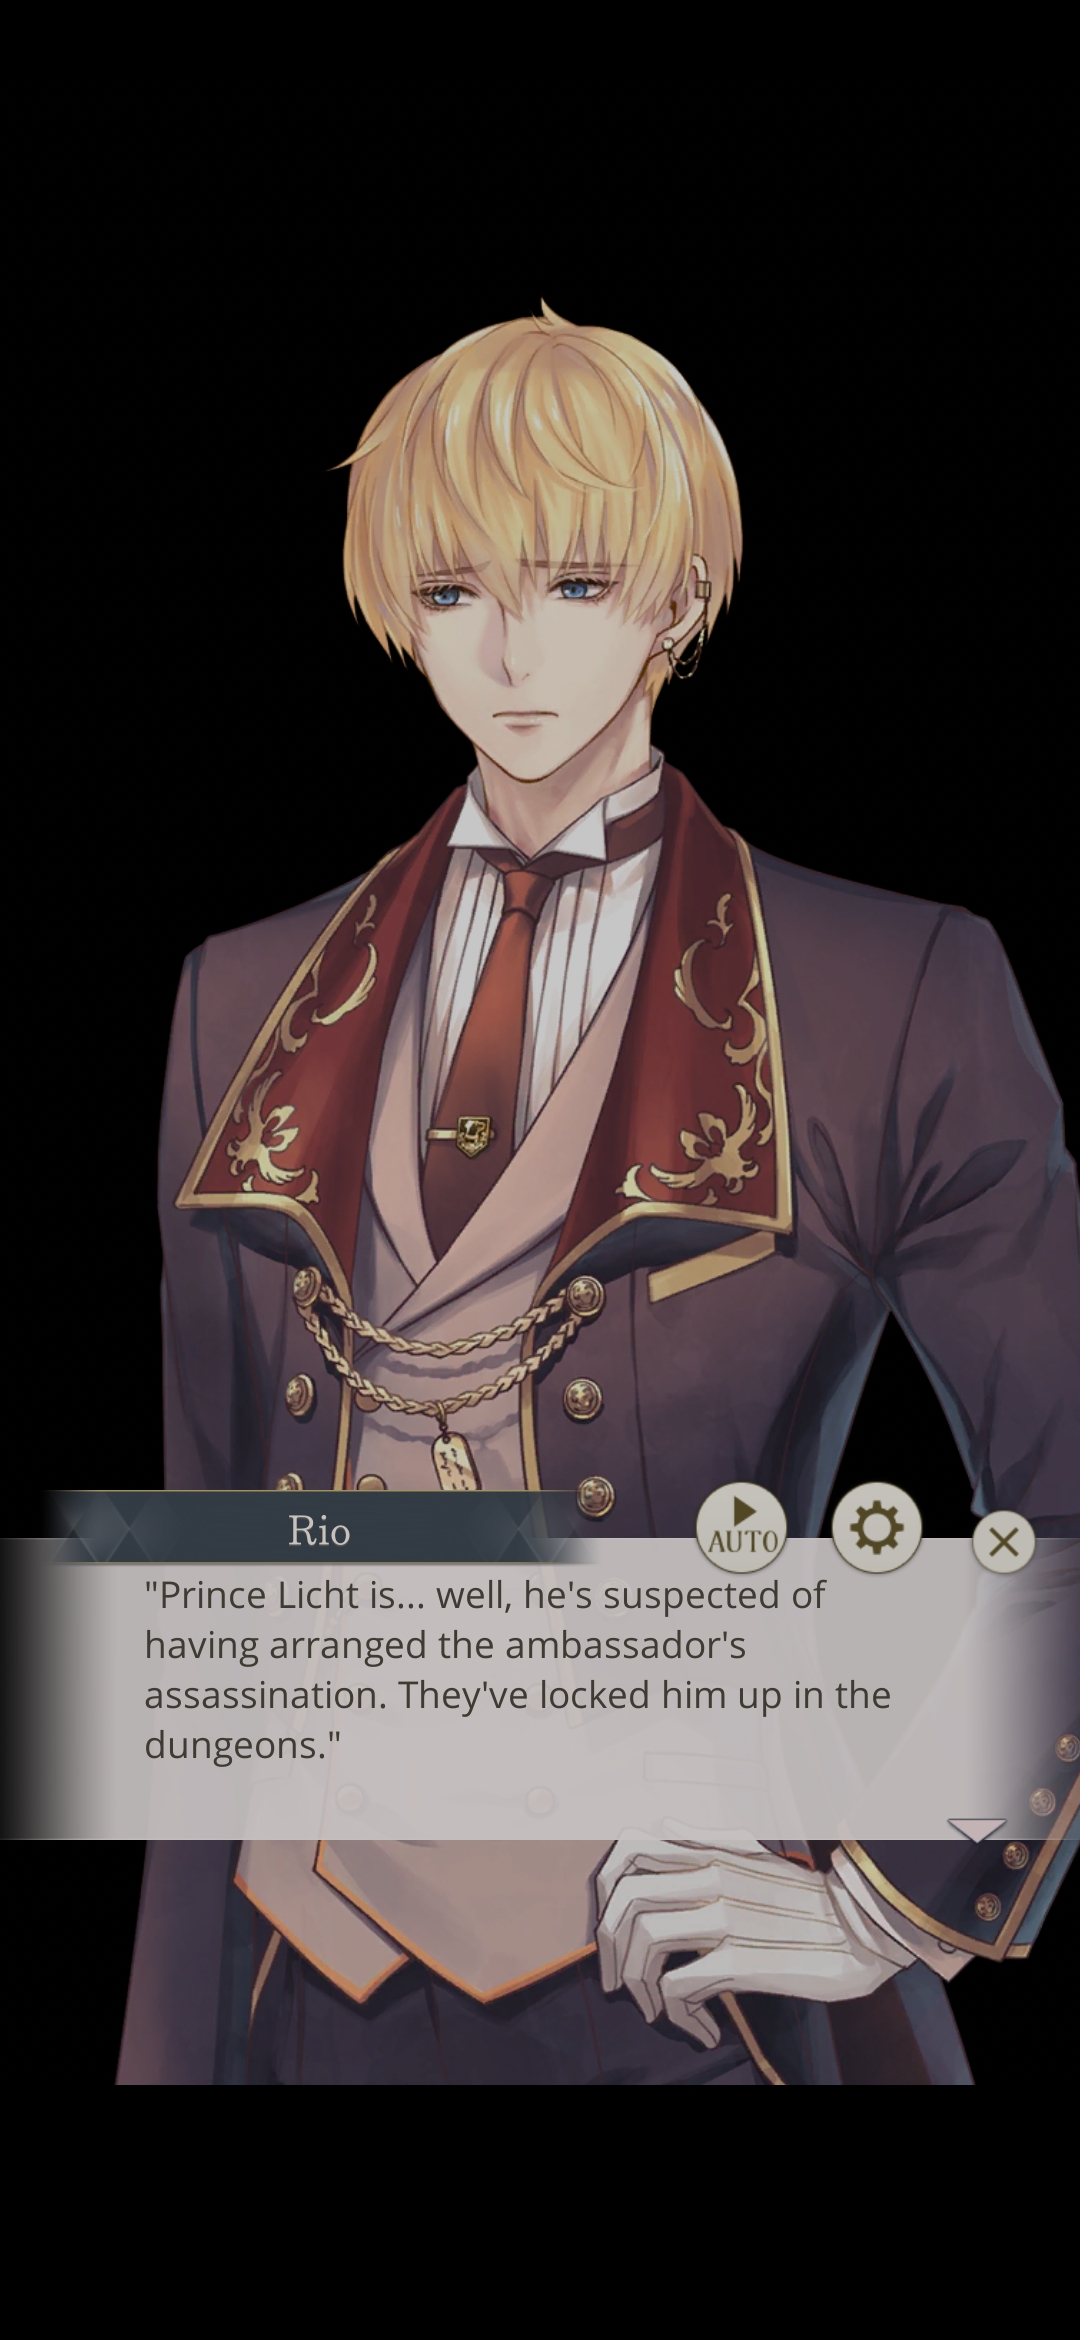 Rio
AUTO
"Prince Licht is... well, he's suspected of
having arranged the ambassador's
assassination. They've locked him up in the
dungeons."